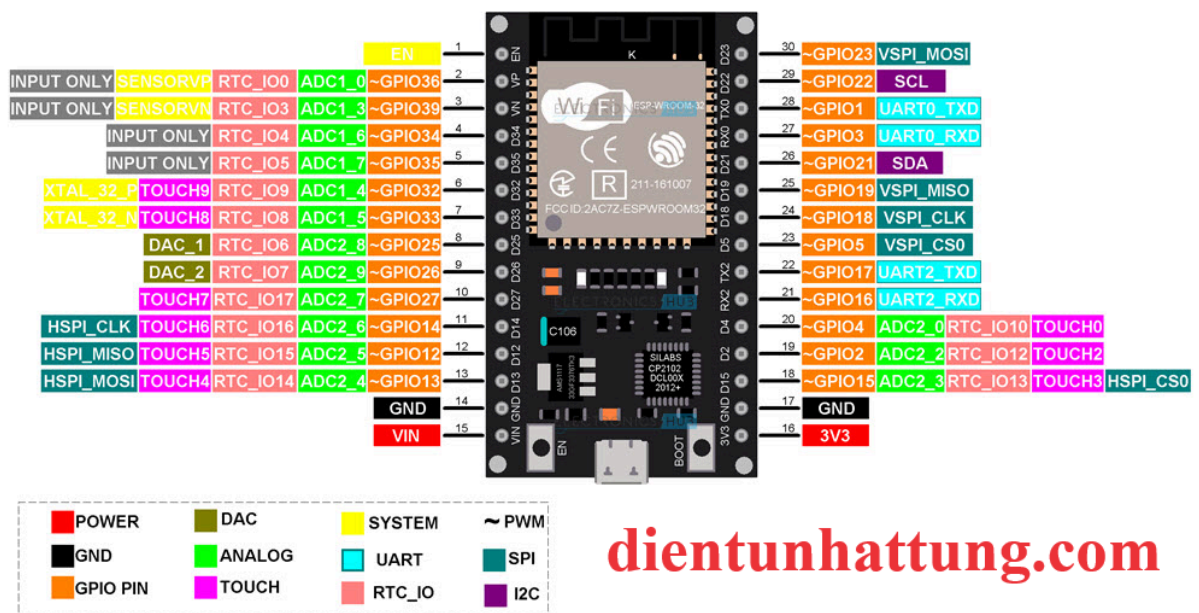 EN 1 EN K D23 30 ~GPIO23 VSPI_MOSI
INPUT ONLY SENSORVP RTC_IO0 ADC1_0 ~GPIO36 2 VP D22 29 ~GPIO22 SCL
INPUT ONLY SENSORVN RTC_IO3 ADC1_3 ~GPIO39 3 VN Wi Fi ESP-WROOM-32 TX0 28 ~GPIO1 UART0_TXD
INPUT ONLY RTC_IO4 ADC1_6 ~GPIO34 4 D34 RX0 27 ~GPIO3 UART0_RXD
INPUT ONLY RTC_IO5 ADC1_7 ~GPIO35 5 D35 CE D21 26 ~GPIO21 SDA
XTAL_32_P TOUCH9 RTC_IO9 ADC1_4 ~GPIO32 6 D32 R 211-161007 D19 25 ~GPIO19 VSPI_MISO
XTAL_32_N TOUCH8 RTC_IO8 ADC1_5 ~GPIO33 7 D33 FCC ID:2AC7Z-ESPWROOM32 D18 24 ~GPIO18 VSPI_CLK
DAC_1 RTC_IO6 ADC2_8 ~GPIO25 8 D25 D5 23 ~GPIO5 VSPI_CS0
DAC_2 RTC_IO7 ADC2_9 ~GPIO26 9 D26 TX2 22 ~GPIO17 UART2_TXD
TOUCH7 RTC_IO17 ADC2_7 ~GPIO27 10 D27 ELECTRONICS HUB RX2 21 ~GPIO16 UART2_RXD
HSPI_CLK TOUCH6 RTC_IO16 ADC2_6 ~GPIO14 11 D14 C106 D4 20 ~GPIO4 ADC2_0 RTC_IO10 TOUCH0
HSPI_MISO TOUCH5 RTC_IO15 ADC2_5 ~GPIO12 12 D12 SILABS CP2102 DCL00X 2012+ D2 19 ~GPIO2 ADC2_2 RTC_IO12 TOUCH2
HSPI_MOSI TOUCH4 RTC_IO14 ADC2_4 ~GPIO13 13 D13 AMS1117 D15 18 ~GPIO15 ADC2_3 RTC_IO13 TOUCH3 HSPI_CS0
GND 14 GND GND 17 GND
VIN 15 VIN EN BOOT 3V3 16 3V3
POWER DAC SYSTEM ~ PWM
GND ANALOG UART SPI
GPIO PIN TOUCH RTC_IO I2C
dientunhattung.com